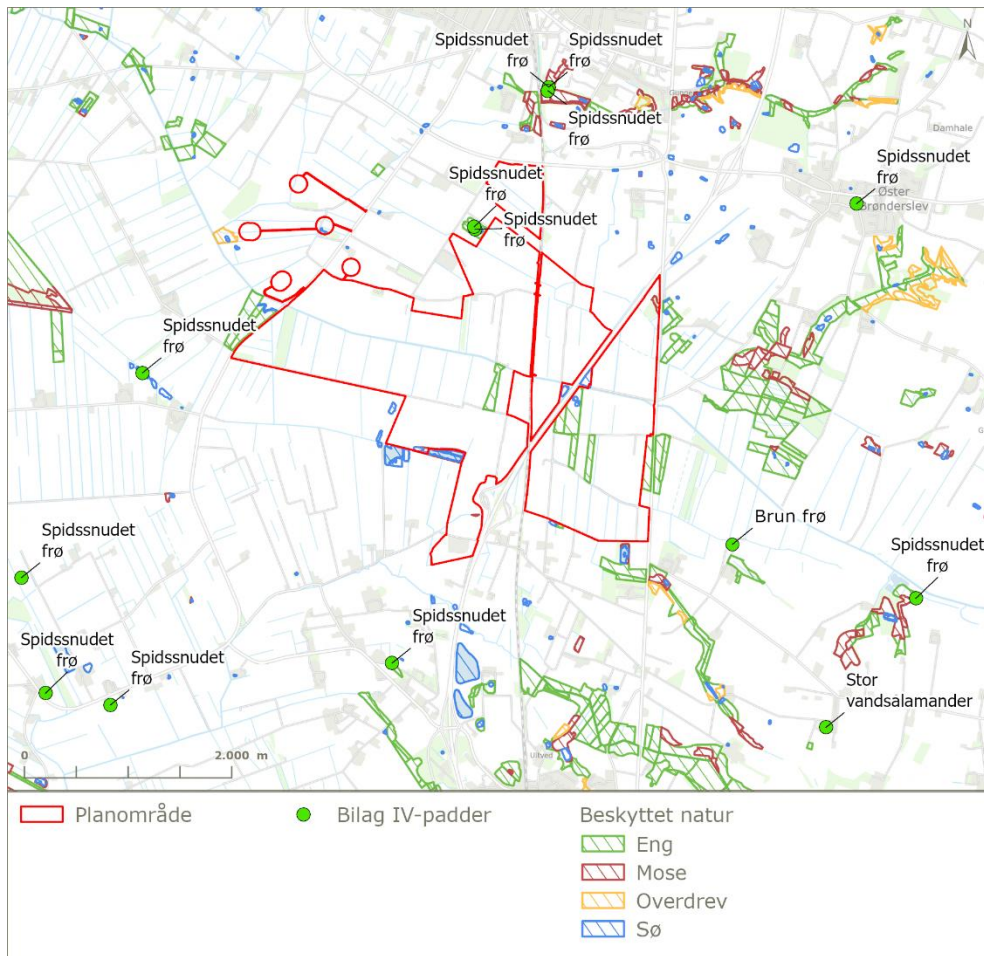 Spidssnudet
frø
Spidssnudet
frø
N
Spidssnudet
frø
Damhale
Spidssnudet
frø
Øster
Brønderslev
Spidssnudet
frø
Spidssnudet
frø
Spidssnudet
frø
Brun frø
Spidssnudet
frø
Spidssnudet
frø
Spidssnudet
frø
Spidssnudet
frø
Spidssnudet
frø
Stor
vandsalamander
Uitved
0
2.000 m
Planområde
Bilag IV-padder
Beskyttet natur
Eng
Mose
Overdrev
Sø